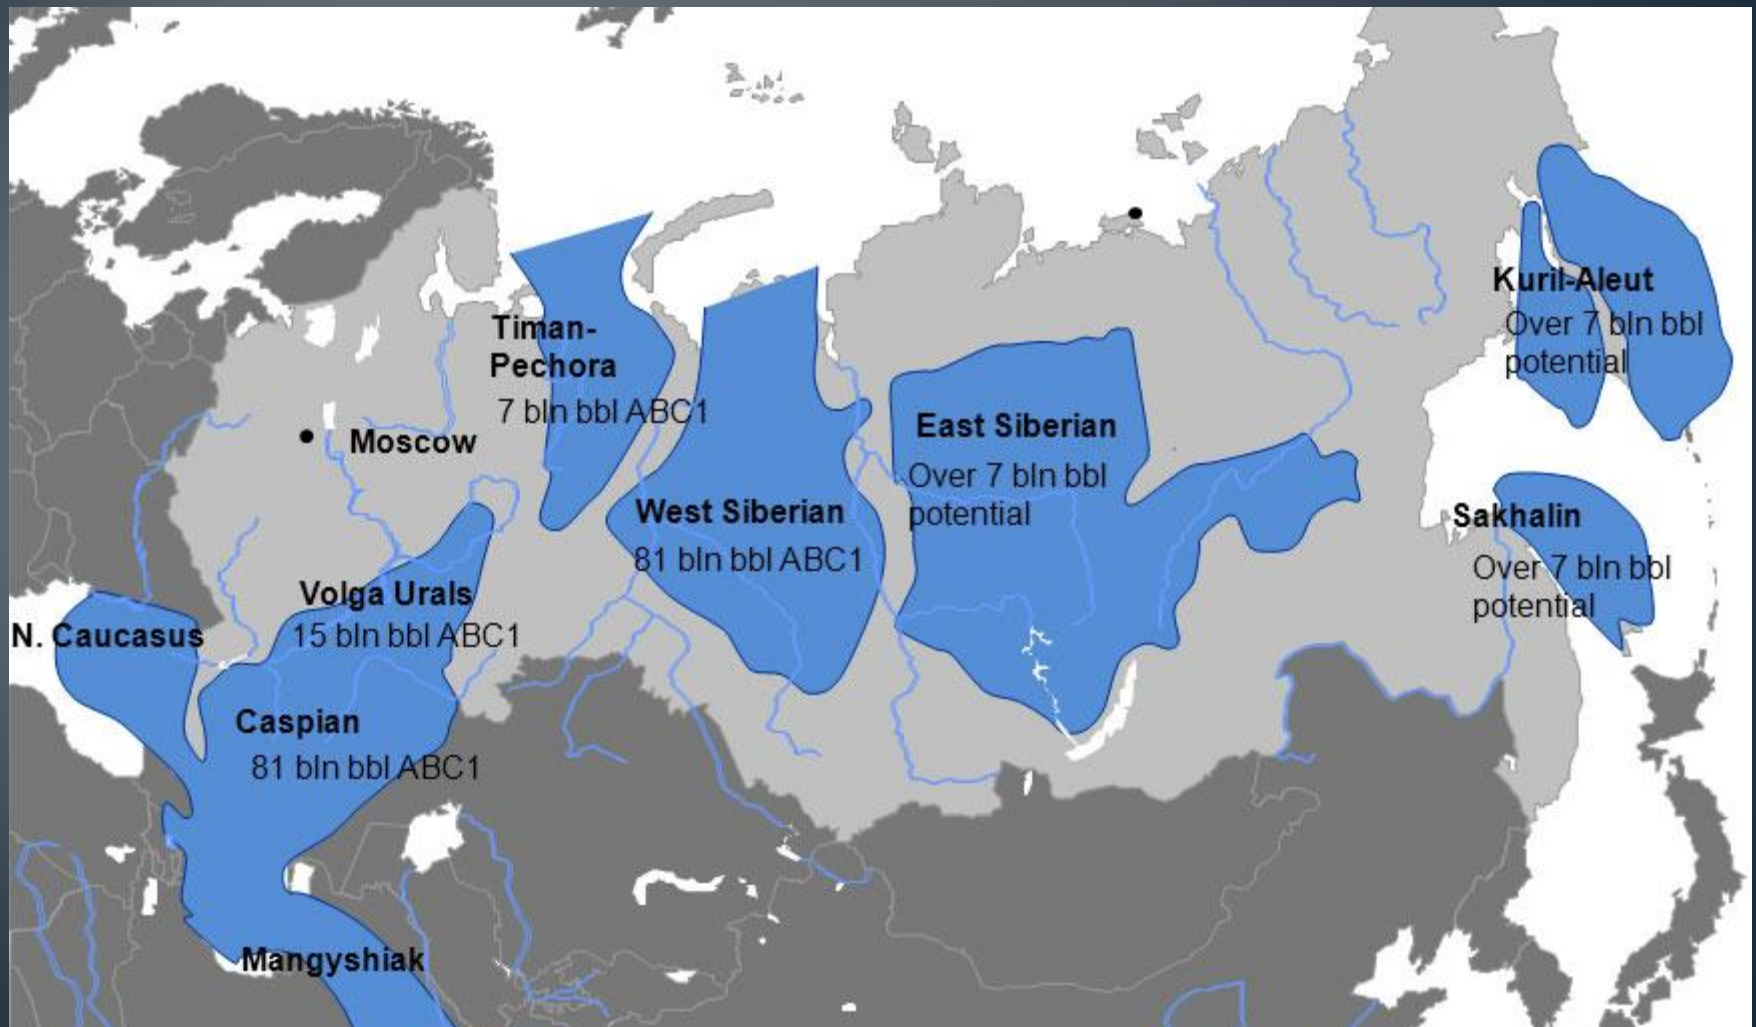 Kuril-Aleut
Over 7 bln bbl
potential
Timan-
Pechora
7 bln bbl ABC1
East Siberian
Over 7 bln bbl
potential
Moscow
West Siberian
81 bln bbl ABC1
Sakhalin
Over 7 bln bbl
potential
Volga Urals
15 bln bbl ABC1
N. Caucasus
Caspian
81 bln bbl ABC1
Mangyshiak